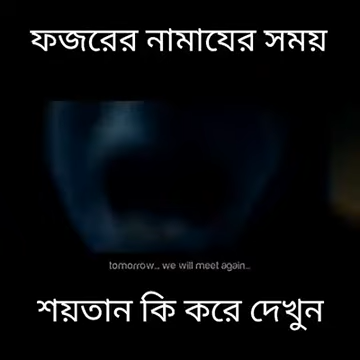 ফজরের নামাযের সময়
tomorrow... we will meet again...
শয়তান কি করে দেখুন